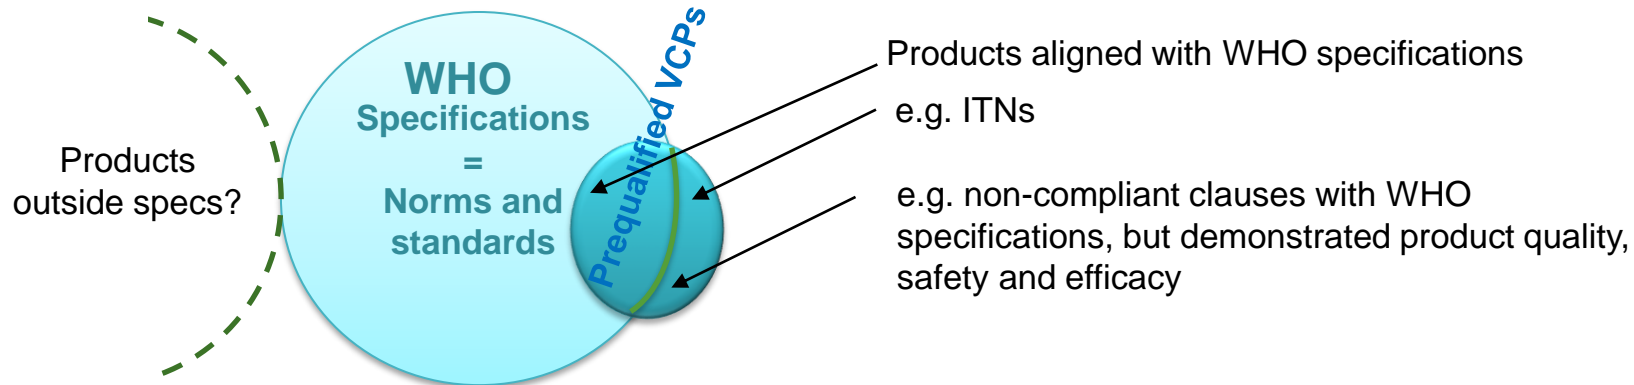 Products
outside specs?
WHO
Specifications
=
Norms and
standards
Prequalified VCPs
Products aligned with WHO specifications
e.g. ITNs
e.g. non-compliant clauses with WHO
specifications, but demonstrated product quality,
safety and efficacy